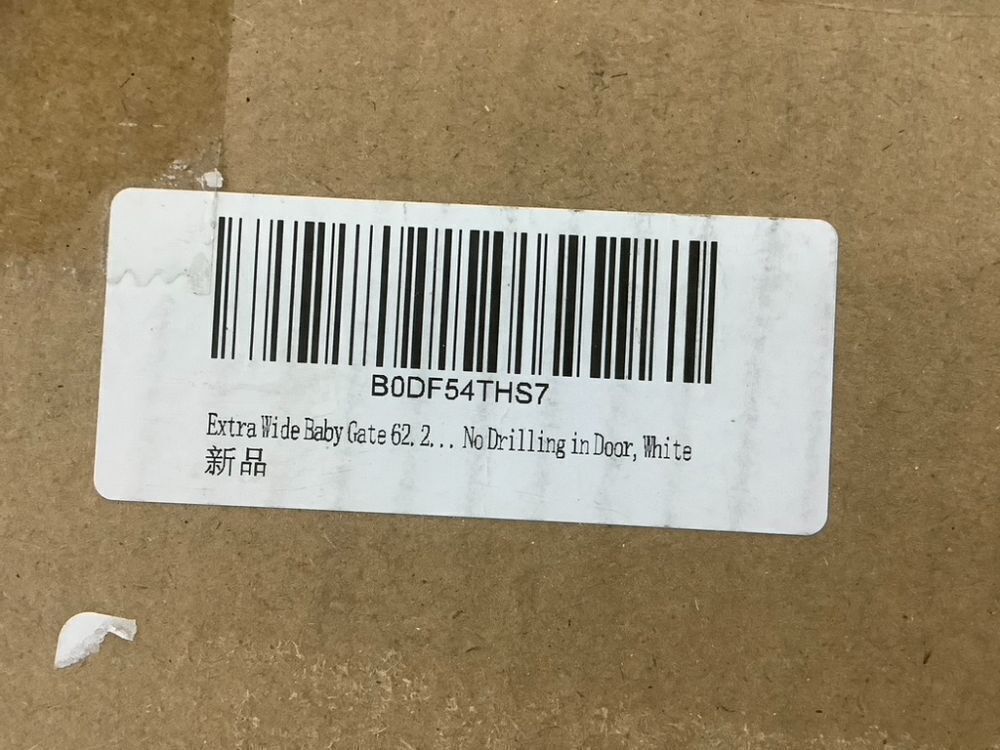 B0DF54THS7
Extra Wide Baby Gate 62.2... No Drilling in Door, White
新品